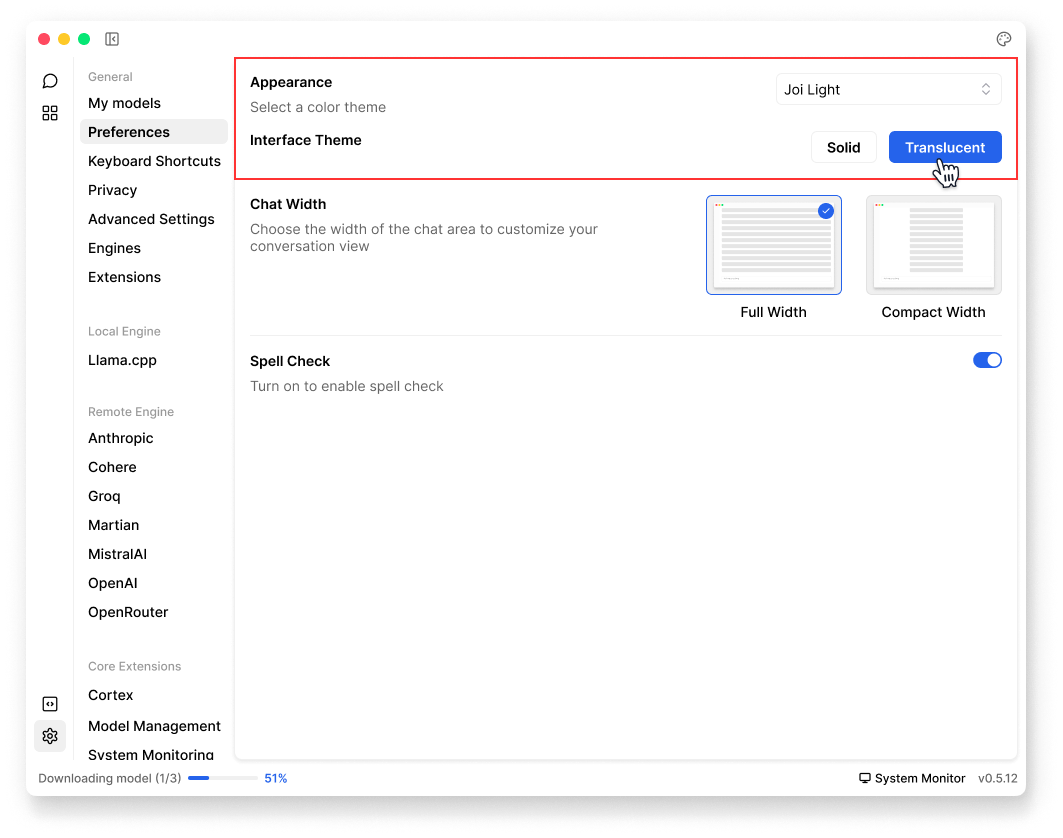 General
My models
Preferences
Keyboard Shortcuts
Privacy
Advanced Settings
Engines
Extensions
Local Engine
Llama.cpp
Remote Engine
Anthropic
Cohere
Groq
Martian
MistralAI
OpenAI
OpenRouter
Core Extensions
Cortex
Model Management
System Monitoring
Appearance
Select a color theme
Joi Light
Interface Theme
Solid
Translucent
Chat Width
Choose the width of the chat area to customize your
conversation view
Full Width
Compact Width
Spell Check
Turn on to enable spell check
Downloading model (1/3)
51%
System Monitor
v0.5.12